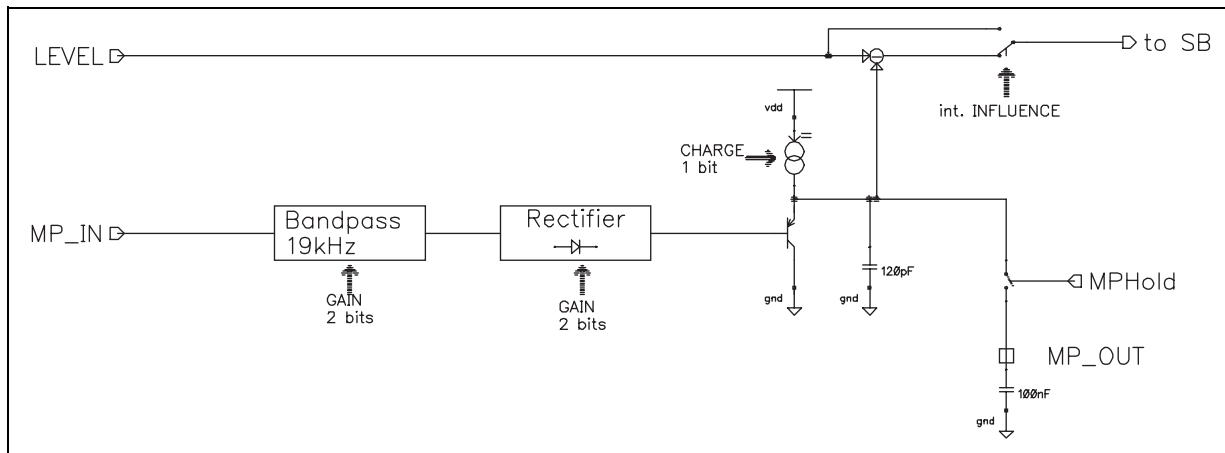 LEVEL
to SB
int. INFLUENCE
vdd
CHARGE
1 bit
MP_IN
Bandpass
19kHz
Rectifier
GAIN
2 bits
GAIN
2 bits
120pF
gnd
gnd
MPHold
MP_OUT
100nF
gnd